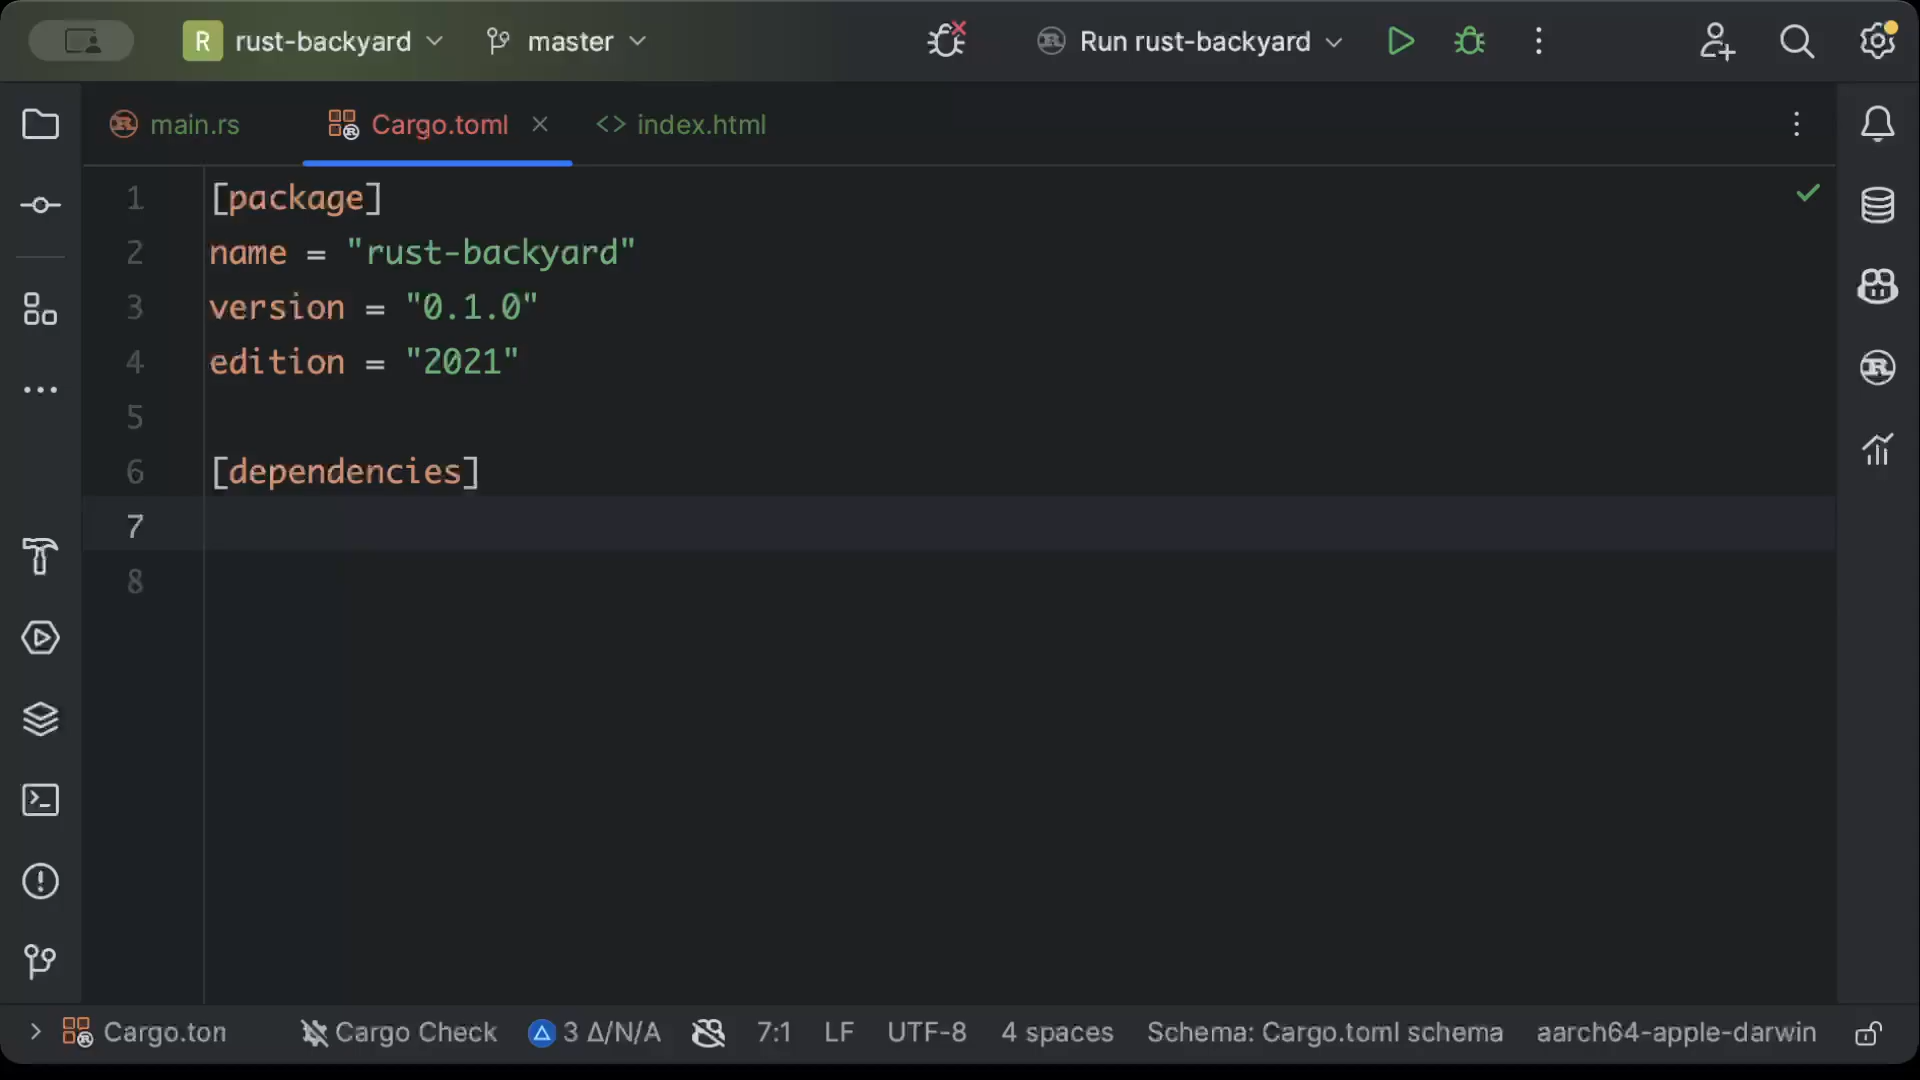 R rust-backyard master Run rust-backyard
main.rs Cargo.toml index.html
1 [package]
2 name = "rust-backyard"
3 version = "0.1.0"
4 edition = "2021"
5
6 [dependencies]
7
8
Cargo.ton Cargo Check 3 Δ/N/A 7:1 LF UTF-8 4 spaces Schema: Cargo.toml schema aarch64-apple-darwin